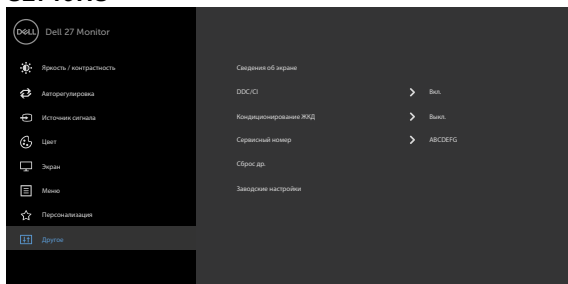 DELL
Dell 27 Monitor
Яркость / контрастность
Авторегулировка
Источник сигнала
Цвет
Экран
Меню
Персонализация
Другое
Сведения об экране
DDC/CI Вкл.
Кондиционирование ЖКД Выкл.
Сервисный номер ABCDEFG
Сброс др.
Заводские настройки